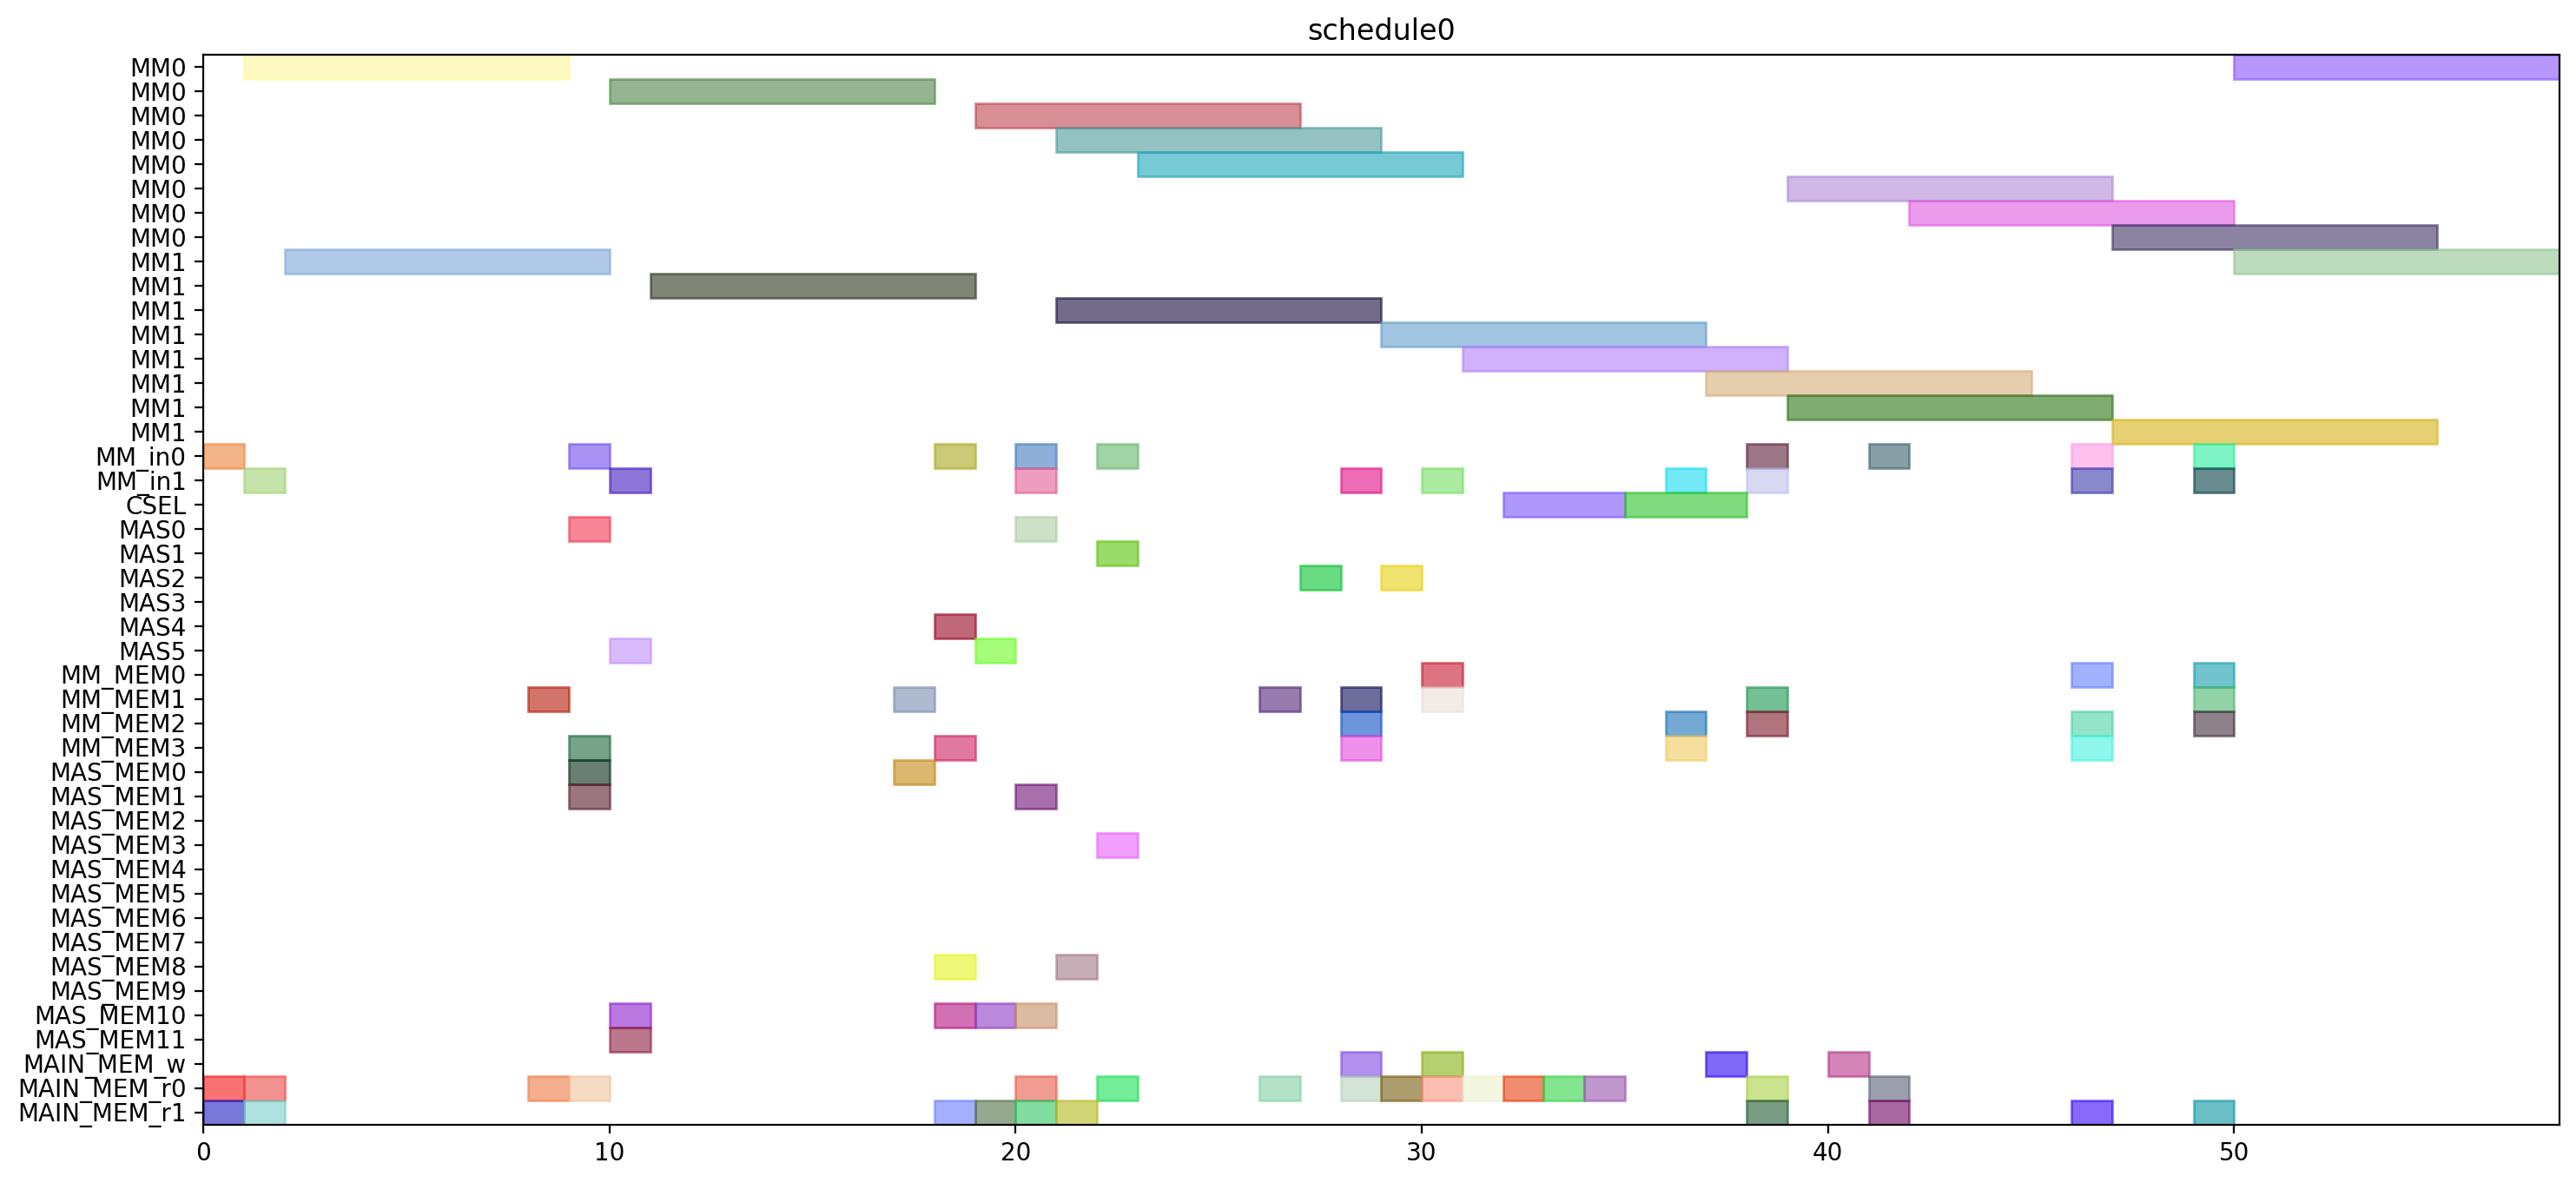 schedule0
MM0
MM0
MM0
MM0
MM0
MM0
MM0
MM0
MM1
MM1
MM1
MM1
MM1
MM1
MM1
MM1
MM_in0
MM_in1
CSEL
MAS0
MAS1
MAS2
MAS3
MAS4
MAS5
MM_MEM0
MM_MEM1
MM_MEM2
MM_MEM3
MAS_MEM0
MAS_MEM1
MAS_MEM2
MAS_MEM3
MAS_MEM4
MAS_MEM5
MAS_MEM6
MAS_MEM7
MAS_MEM8
MAS_MEM9
MAS_MEM10
MAS_MEM11
MAIN_MEM_w
MAIN_MEM_r0
MAIN_MEM_r1
0 10 20 30 40 50